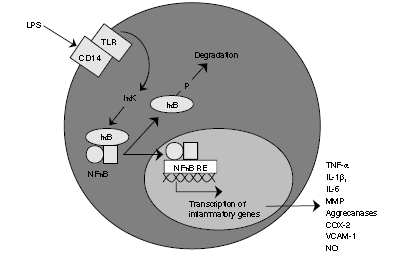 LPS
TLR
CD14
Degradation
P
IκK
IκB
IκB
NFκB
NFκB RE
Transcription of
inflammatory genes
TNF-α
IL-1β,
IL-6
MMP
Aggrecanases
COX-2
VCAM-1
NO